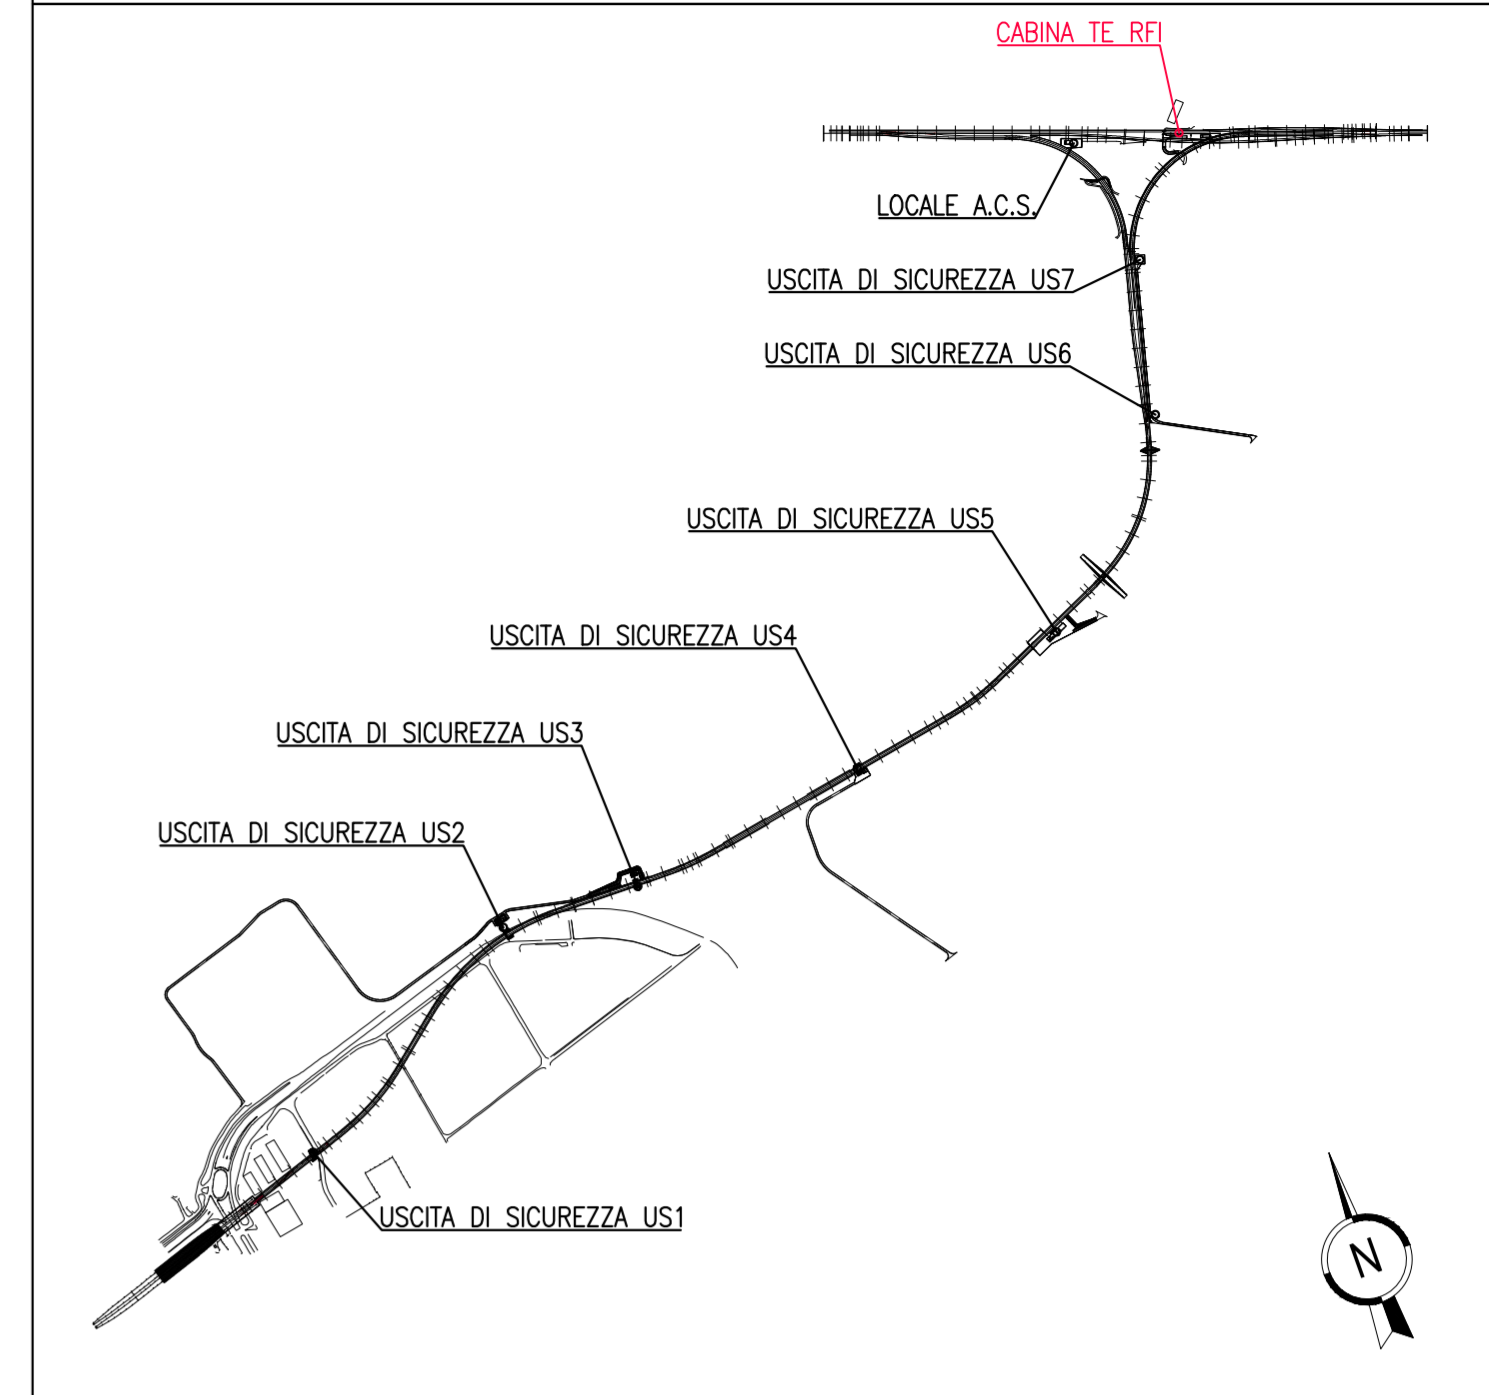 CABINA TE RFI
LOCALE A.C.S.
USCITA DI SICUREZZA US7
USCITA DI SICUREZZA US6
USCITA DI SICUREZZA US5
USCITA DI SICUREZZA US4
USCITA DI SICUREZZA US3
USCITA DI SICUREZZA US2
USCITA DI SICUREZZA US1
N